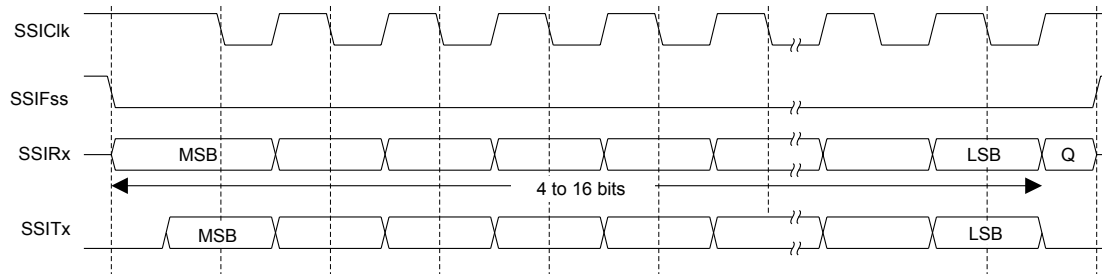 SSIClk
SSIFss
SSIRx MSB LSB Q
4 to 16 bits
SSITx MSB LSB